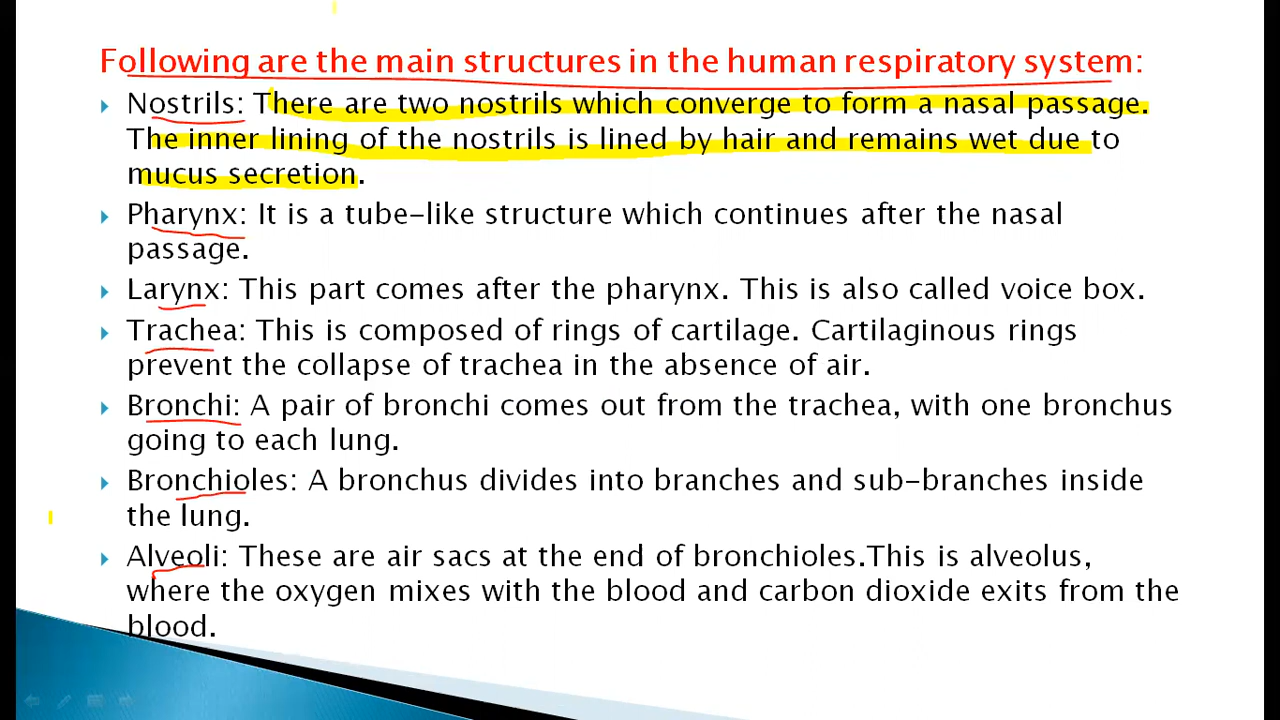 Following are the main structures in the human respiratory system:
Nostrils: There are two nostrils which converge to form a nasal passage.
The inner lining of the nostrils is lined by hair and remains wet due to
mucus secretion.
Pharynx: It is a tube-like structure which continues after the nasal
passage.
Larynx: This part comes after the pharynx. This is also called voice box.
Trachea: This is composed of rings of cartilage. Cartilaginous rings
prevent the collapse of trachea in the absence of air.
Bronchi: A pair of bronchi comes out from the trachea, with one bronchus
going to each lung.
Bronchioles: A bronchus divides into branches and sub-branches inside
the lung.
Alveoli: These are air sacs at the end of bronchioles.This is alveolus,
where the oxygen mixes with the blood and carbon dioxide exits from the
blood.